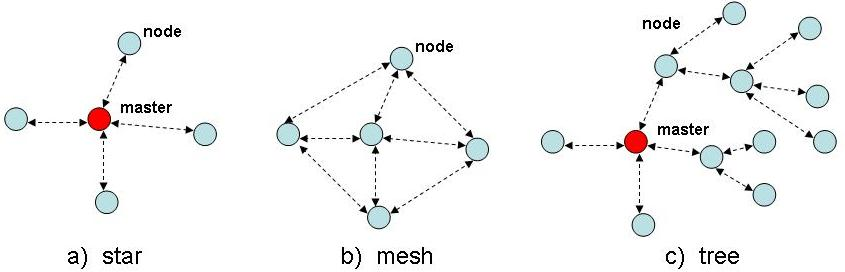 node
master
a) star
node
b) mesh
node
master
c) tree